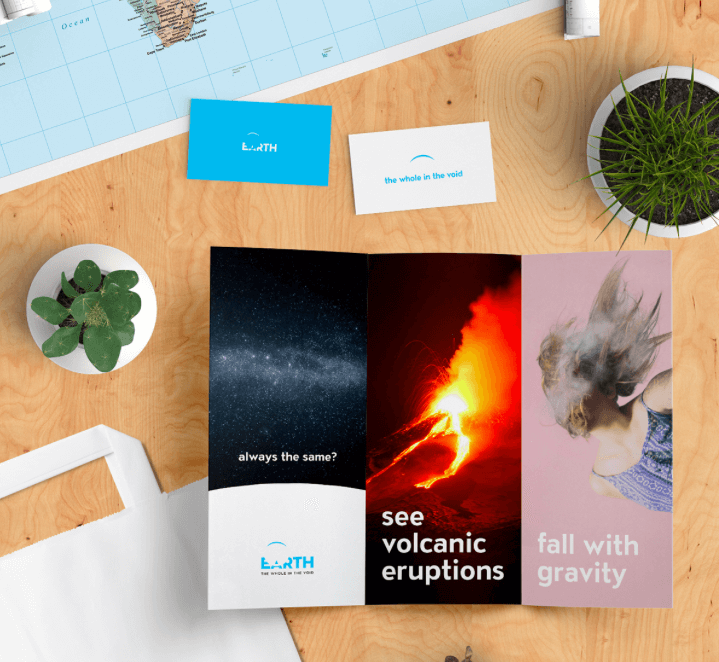 Ocean
EARTH
the whole in the void
always the same?
EARTH
THE WHOLE IN THE VOID
see
volcanic
eruptions
fall with
gravity